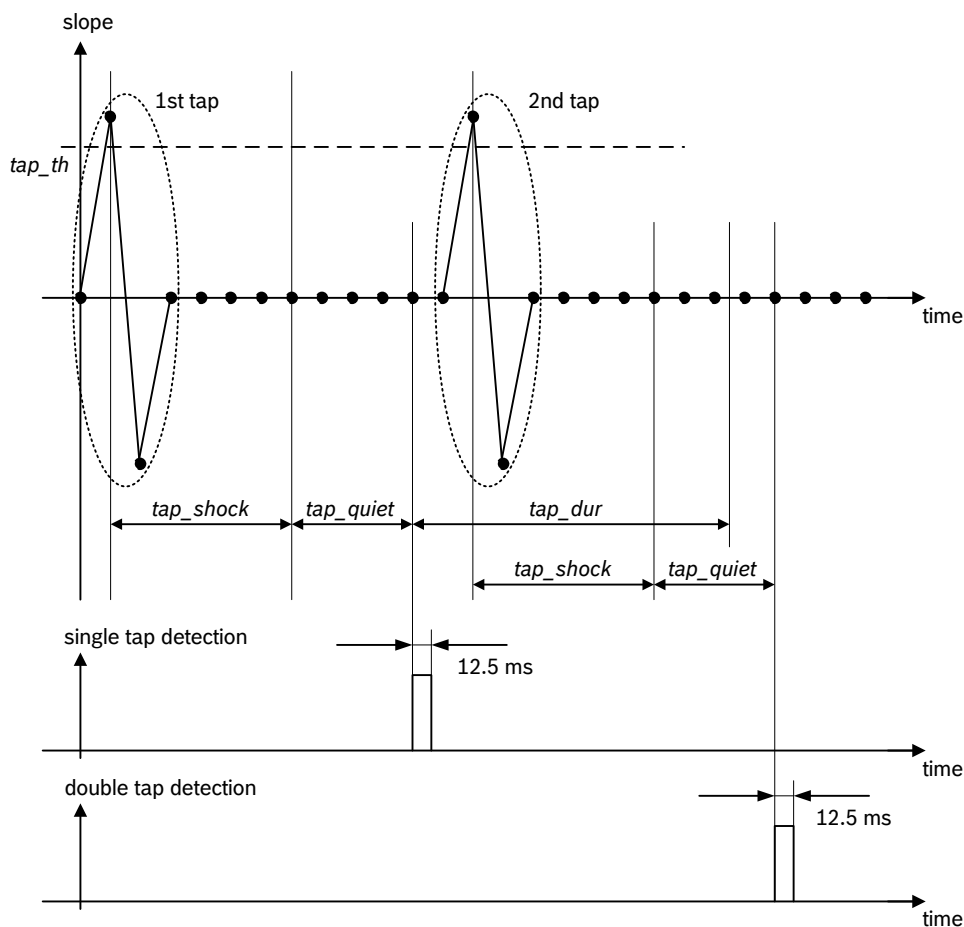 slope
1st tap
2nd tap
tap_th
time
tap_shock
tap_quiet
tap_dur
tap_shock
tap_quiet
single tap detection
12.5 ms
time
double tap detection
12.5 ms
time